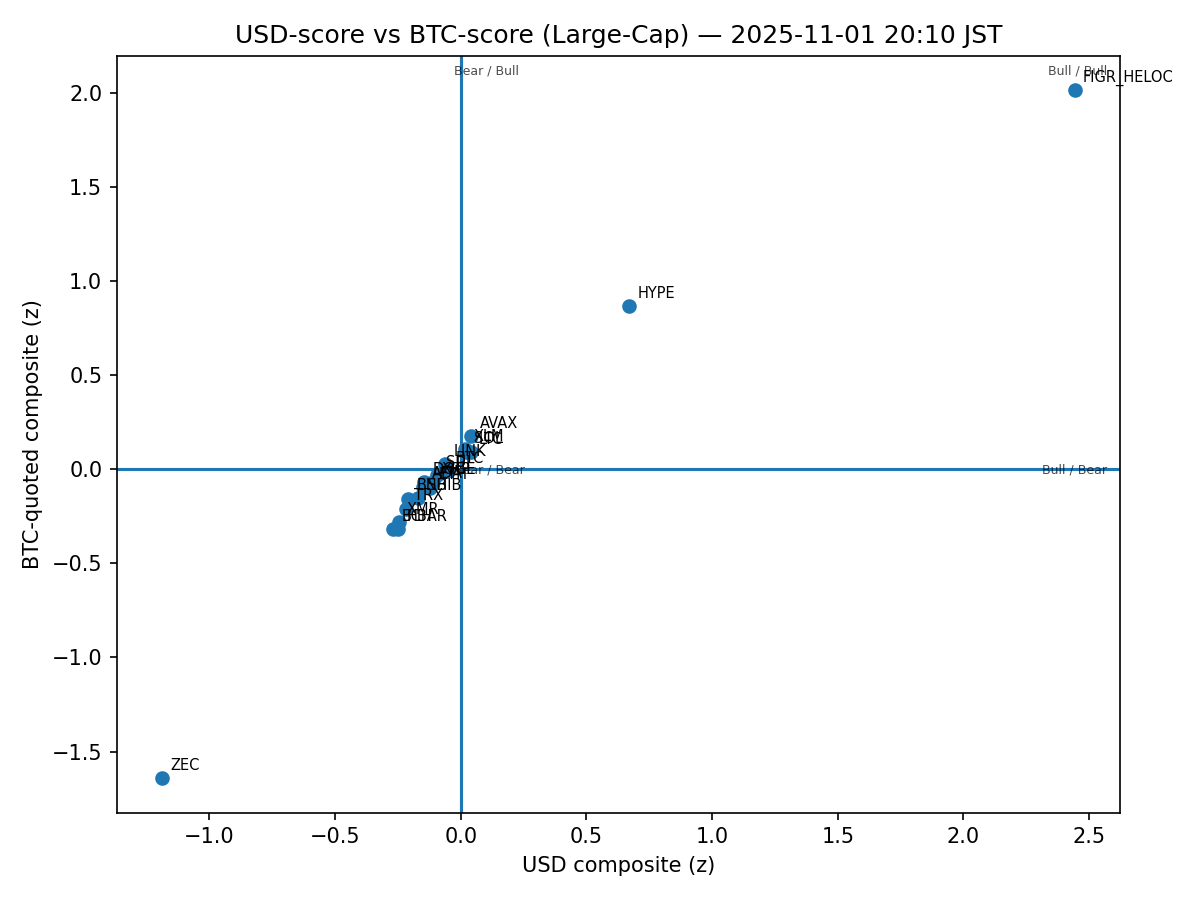 USD-score vs BTC-score (Large-Cap) — 2025-11-01 20:10 JST
Bear / Bull
Bull / Bull
FIGR_HELOC
2.0
1.5
1.0
HYPE
0.5
AVAX
XLM
LINK
0.0
Bull / Bear
TRX
XMR
−0.5
−1.0
−1.5
ZEC
−1.0
−0.5
0.0
0.5
1.0
1.5
2.0
2.5
USD composite (z)
BTC-quoted composite (z)